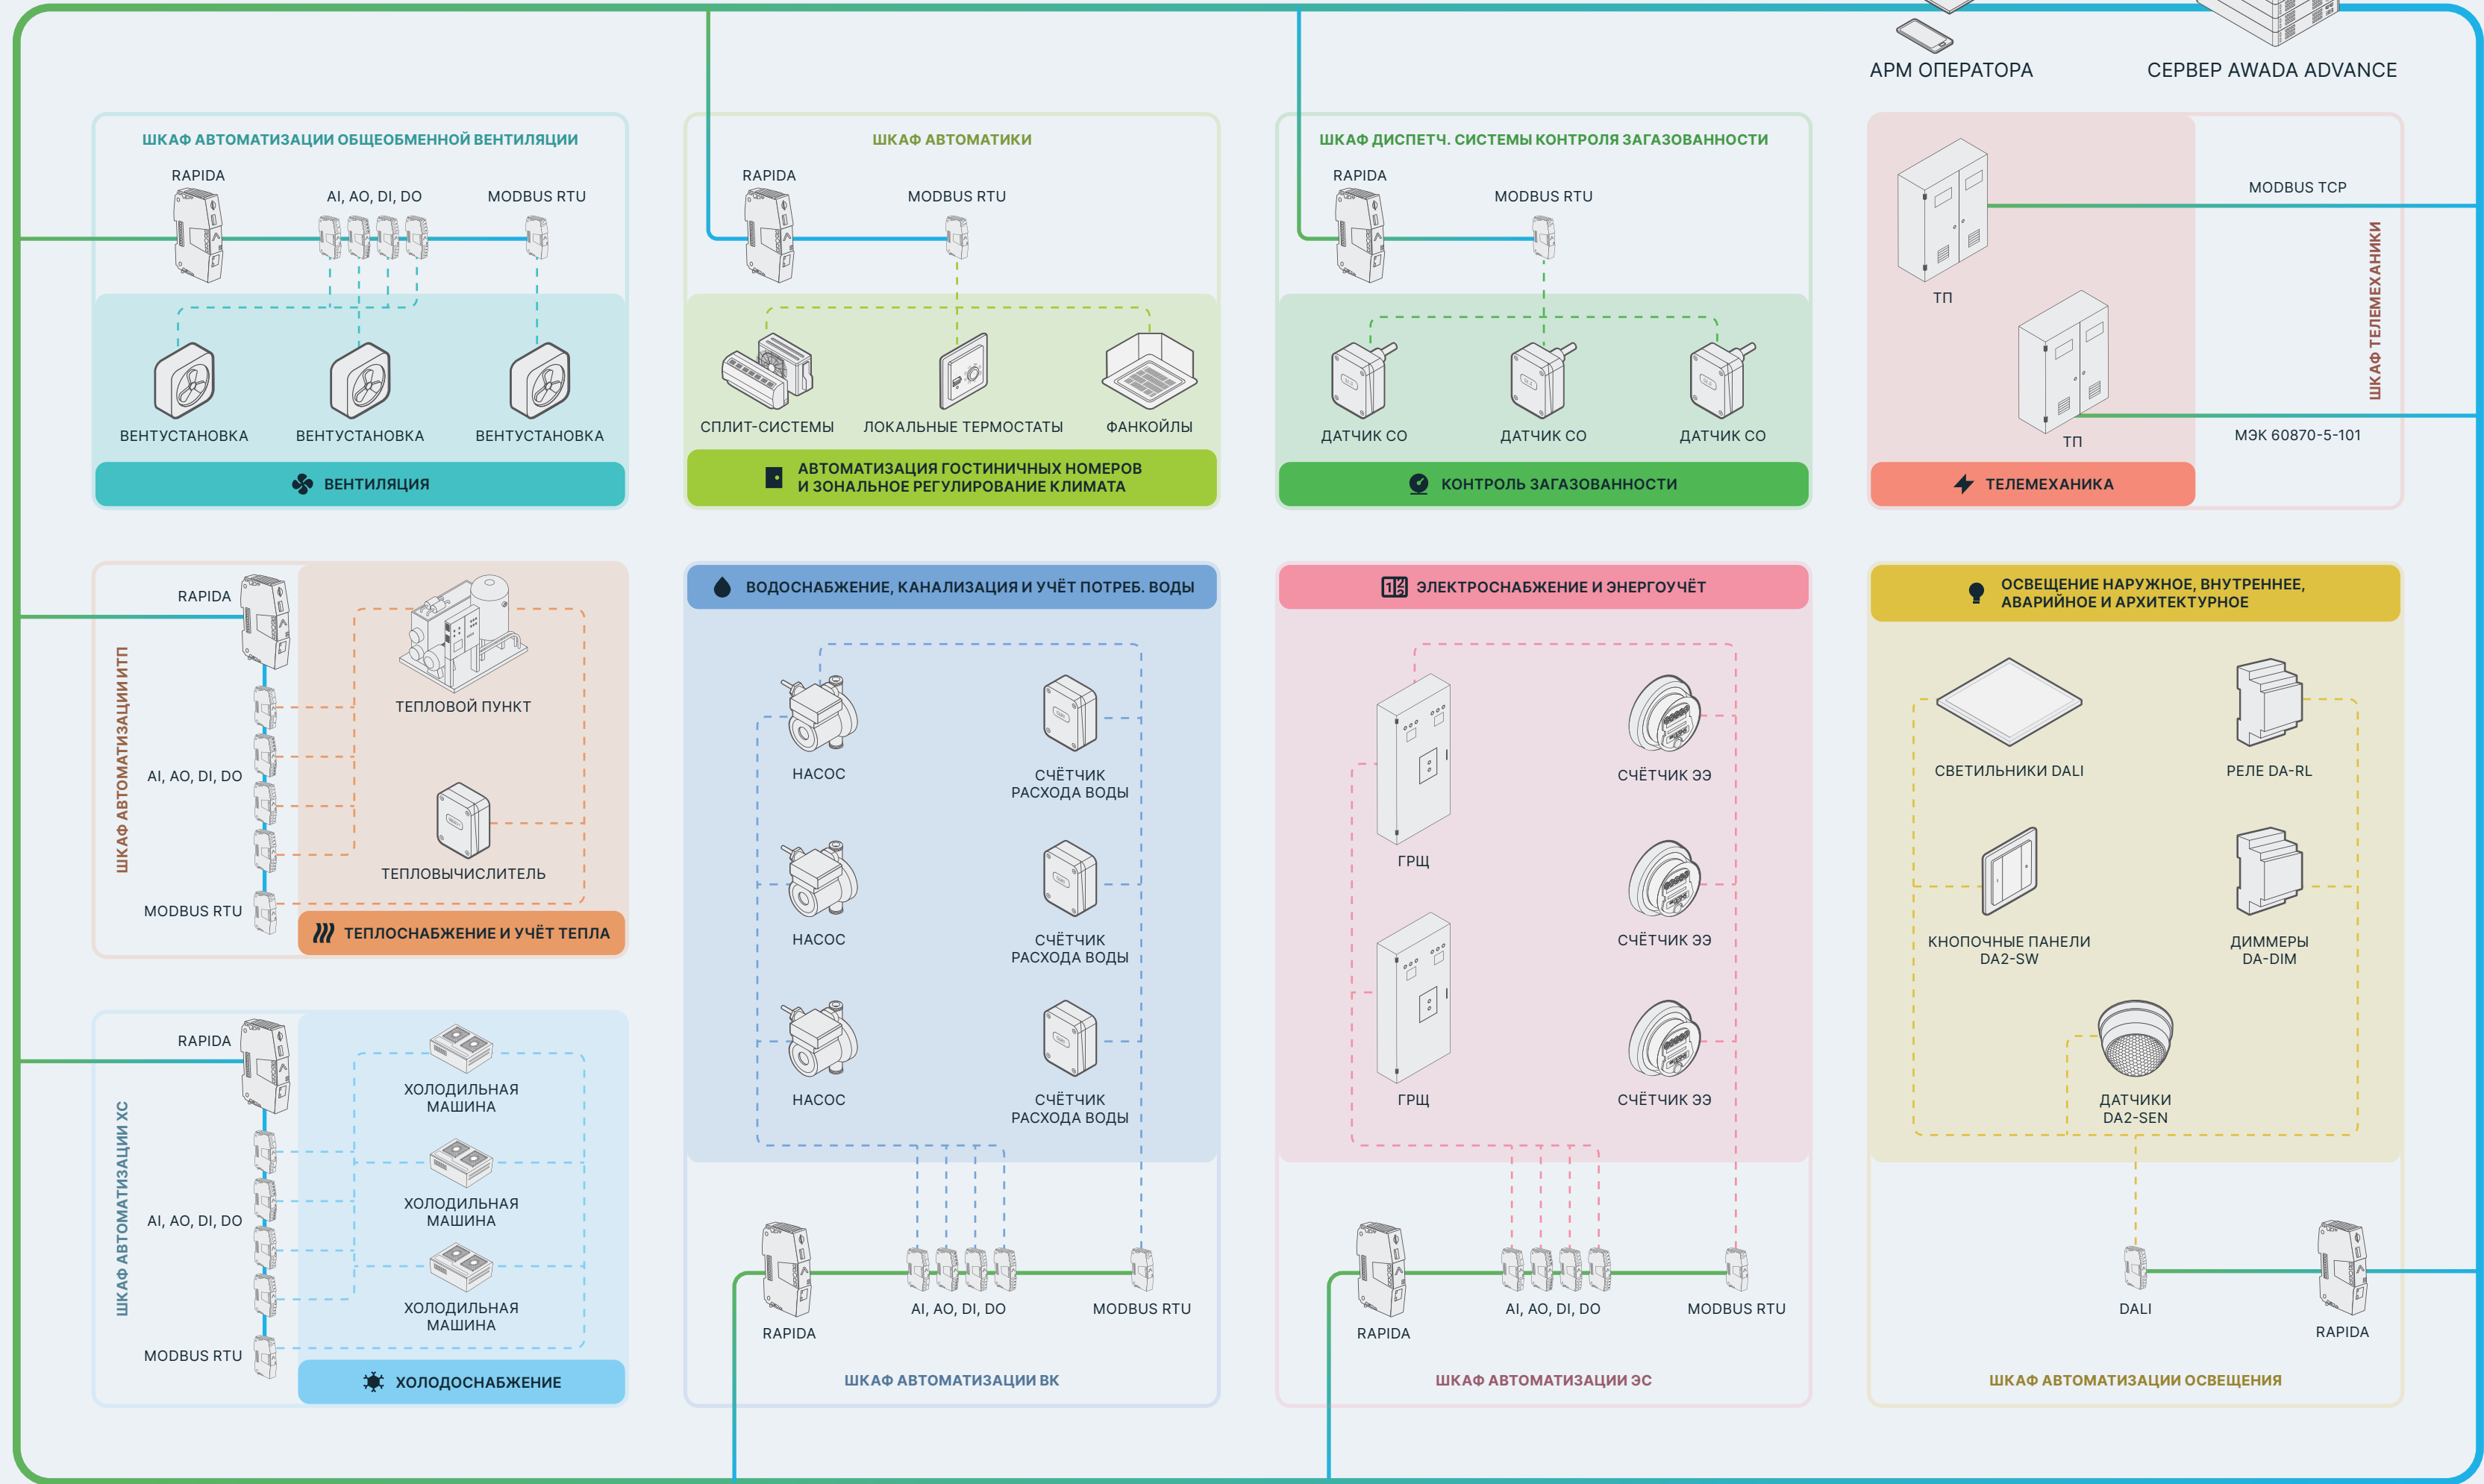 АРМ ОПЕРАТОРА
СЕРВЕР AWADA ADVANCE
ШКАФ АВТОМАТИЗАЦИИ ОБЩЕОБМЕННОЙ ВЕНТИЛЯЦИИ
RAPIDA
AI, AO, DI, DO
MODBUS RTU
ВЕНТУСТАНОВКА
ВЕНТУСТАНОВКА
ВЕНТУСТАНОВКА
ВЕНТИЛЯЦИЯ
ШКАФ АВТОМАТИКИ
RAPIDA
MODBUS RTU
СПЛИТ-СИСТЕМЫ
ЛОКАЛЬНЫЕ ТЕРМОСТАТЫ
ФАНКОЙЛЫ
АВТОМАТИЗАЦИЯ ГОСТИНИЧНЫХ НОМЕРОВ
И ЗОНАЛЬНОЕ РЕГУЛИРОВАНИЕ КЛИМАТА
ШКАФ ДИСПЕТЧ. СИСТЕМЫ КОНТРОЛЯ ЗАГАЗОВАННОСТИ
RAPIDA
MODBUS RTU
ДАТЧИК СО
ДАТЧИК СО
ДАТЧИК СО
КОНТРОЛЬ ЗАГАЗОВАННОСТИ
ТП
ТП
MODBUS TCP
МЭК 60870-5-101
ШКАФ ТЕЛЕМЕХАНИКИ
ТЕЛЕМЕХАНИКА
ШКАФ АВТОМАТИЗАЦИИ ИТП
RAPIDA
AI, AO, DI, DO
MODBUS RTU
ТЕПЛОВОЙ ПУНКТ
ТЕПЛОВЫЧИСЛИТЕЛЬ
ТЕПЛОСНАБЖЕНИЕ И УЧЁТ ТЕПЛА
ШКАФ АВТОМАТИЗАЦИИ ХС
RAPIDA
AI, AO, DI, DO
MODBUS RTU
ХОЛОДИЛЬНАЯ
МАШИНА
ХОЛОДИЛЬНАЯ
МАШИНА
ХОЛОДИЛЬНАЯ
МАШИНА
ХОЛОДОСНАБЖЕНИЕ
ВОДОСНАБЖЕНИЕ, КАНАЛИЗАЦИЯ И УЧЁТ ПОТРЕБ. ВОДЫ
НАСОС
СЧЁТЧИК
РАСХОДА ВОДЫ
НАСОС
СЧЁТЧИК
РАСХОДА ВОДЫ
НАСОС
СЧЁТЧИК
РАСХОДА ВОДЫ
RAPIDA
AI, AO, DI, DO
MODBUS RTU
ШКАФ АВТОМАТИЗАЦИИ ВК
12 ЭЛЕКТРОСНАБЖЕНИЕ И ЭНЕРГОУЧЁТ
ГРЩ
СЧЁТЧИК ЭЭ
СЧЁТЧИК ЭЭ
ГРЩ
СЧЁТЧИК ЭЭ
RAPIDA
AI, AO, DI, DO
MODBUS RTU
ШКАФ АВТОМАТИЗАЦИИ ЭС
ОСВЕЩЕНИЕ НАРУЖНОЕ, ВНУТРЕННЕЕ,
АВАРИЙНОЕ И АРХИТЕКТУРНОЕ
СВЕТИЛЬНИКИ DALI
РЕЛЕ DA-RL
КНОПОЧНЫЕ ПАНЕЛИ
DA2-SW
ДИММЕРЫ
DA-DIM
ДАТЧИКИ
DA2-SEN
DALI
RAPIDA
ШКАФ АВТОМАТИЗАЦИИ ОСВЕЩЕНИЯ